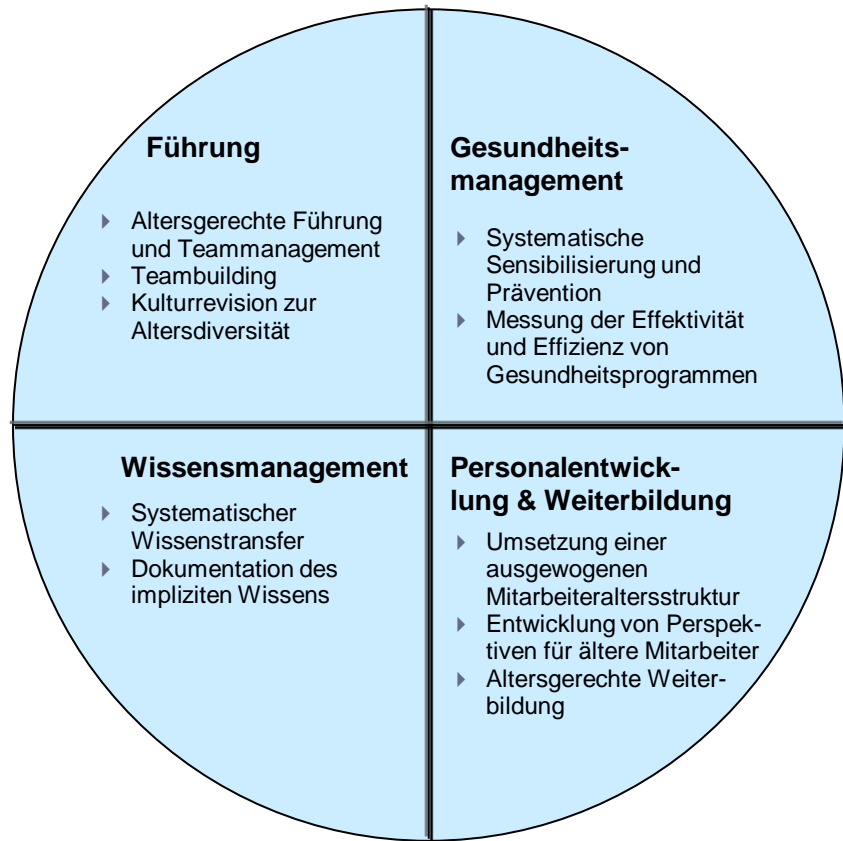 Führung
Altersgerechte Führung
und Teammanagement
Teambuilding
Kulturrevision zur
Altersdiversität
Gesundheits-
management
Systematische
Sensibilisierung und
Prävention
Messung der Effektivität
und Effizienz von
Gesundheitsprogrammen
Wissensmanagement
Systematischer
Wissenstransfer
Dokumentation des
impliziten Wissens
Personalentwick-
lung & Weiterbildung
Umsetzung einer
ausgewogenen
Mitarbeiteraltersstruktur
Entwicklung von Perspek-
tiven für ältere Mitarbeiter
Altersgerechte Weiter-
bildung